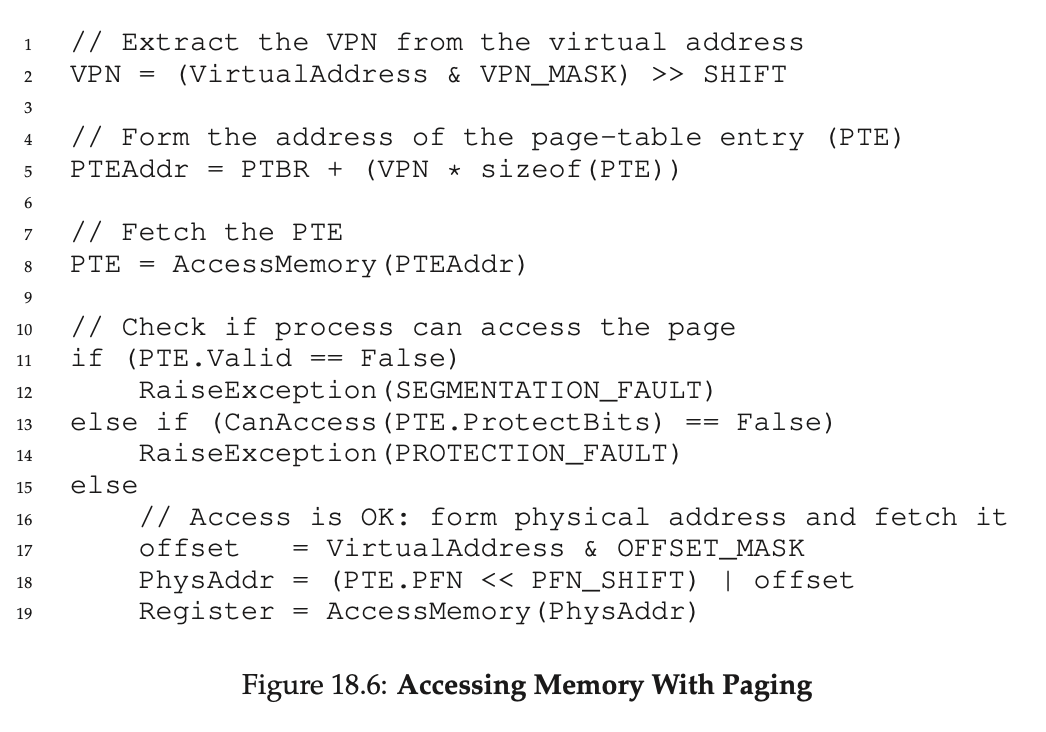 1 // Extract the VPN from the virtual address
2 VPN = (VirtualAddress & VPN_MASK) >> SHIFT
3
4 // Form the address of the page-table entry (PTE)
5 PTEAddr = PTBR + (VPN * sizeof(PTE))
6
7 // Fetch the PTE
8 PTE = AccessMemory(PTEAddr)
9
10 // Check if process can access the page
11 if (PTE.Valid == False)
12     RaiseException(SEGMENTATION_FAULT)
13 else if (CanAccess(PTE.ProtectBits) == False)
14     RaiseException(PROTECTION_FAULT)
15 else
16     // Access is OK: form physical address and fetch it
17     offset   = VirtualAddress & OFFSET_MASK
18     PhysAddr = (PTE.PFN << PFN_SHIFT) | offset
19     Register = AccessMemory(PhysAddr)
Figure 18.6: Accessing Memory With Paging